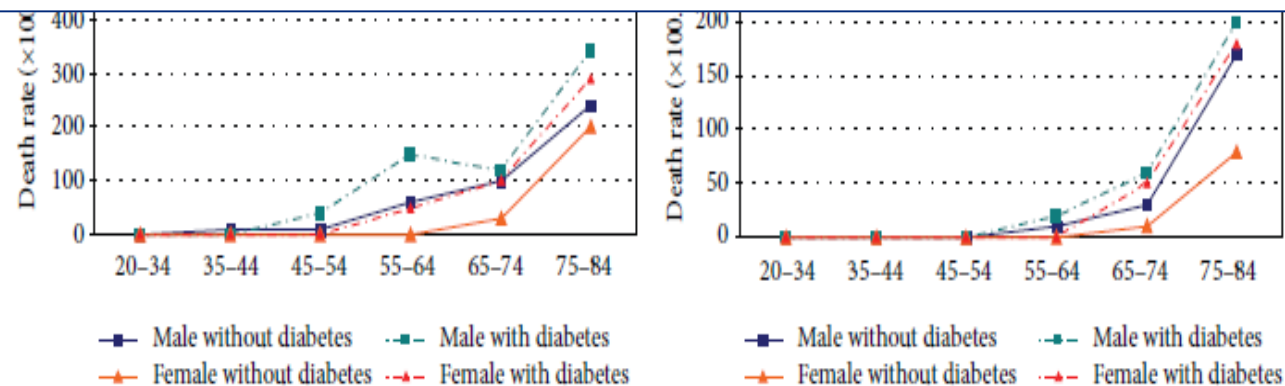 Death rate (×100
400
300
200
100
0
20–34 35–44 45–54 55–64 65–74 75–84
Male without diabetes Male with diabetes
Female without diabetes Female with diabetes
Death rate (×100.
200
150
100
50
0
20–34 35–44 45–54 55–64 65–74 75–84
Male without diabetes Male with diabetes
Female without diabetes Female with diabetes